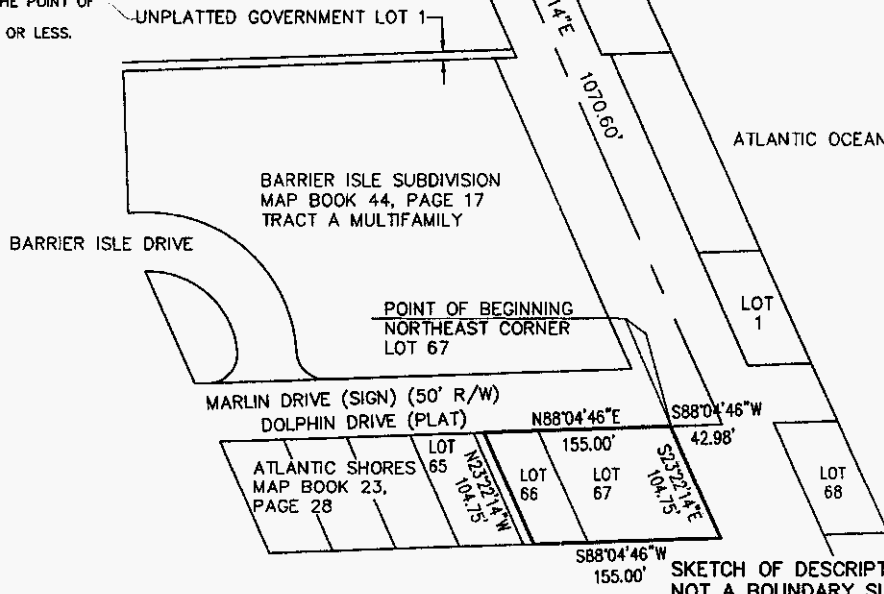 THE POINT OF
OR LESS.
UNPLATTED GOVERNMENT LOT 1
14"E
1070.60'
ATLANTIC OCEAN
BARRIER ISLE SUBDIVISION
MAP BOOK 44, PAGE 17
TRACT A MULTIFAMILY
BARRIER ISLE DRIVE
LOT
1
POINT OF BEGINNING
NORTHEAST CORNER
LOT 67
MARLIN DRIVE (SIGN) (50' R/W)
DOLPHIN DRIVE (PLAT)
N88°04'46"E
155.00'
S88°04'46"W
42.98'
ATLANTIC SHORES
MAP BOOK 23,
PAGE 28
LOT
65
N23°22'14"W
104.75'
LOT
66
LOT
67
S23°22'14"E
104.75'
LOT
68
S88°04'46"W
155.00'
SKETCH OF DESCRIPT
NOT A BOUNDARY SU